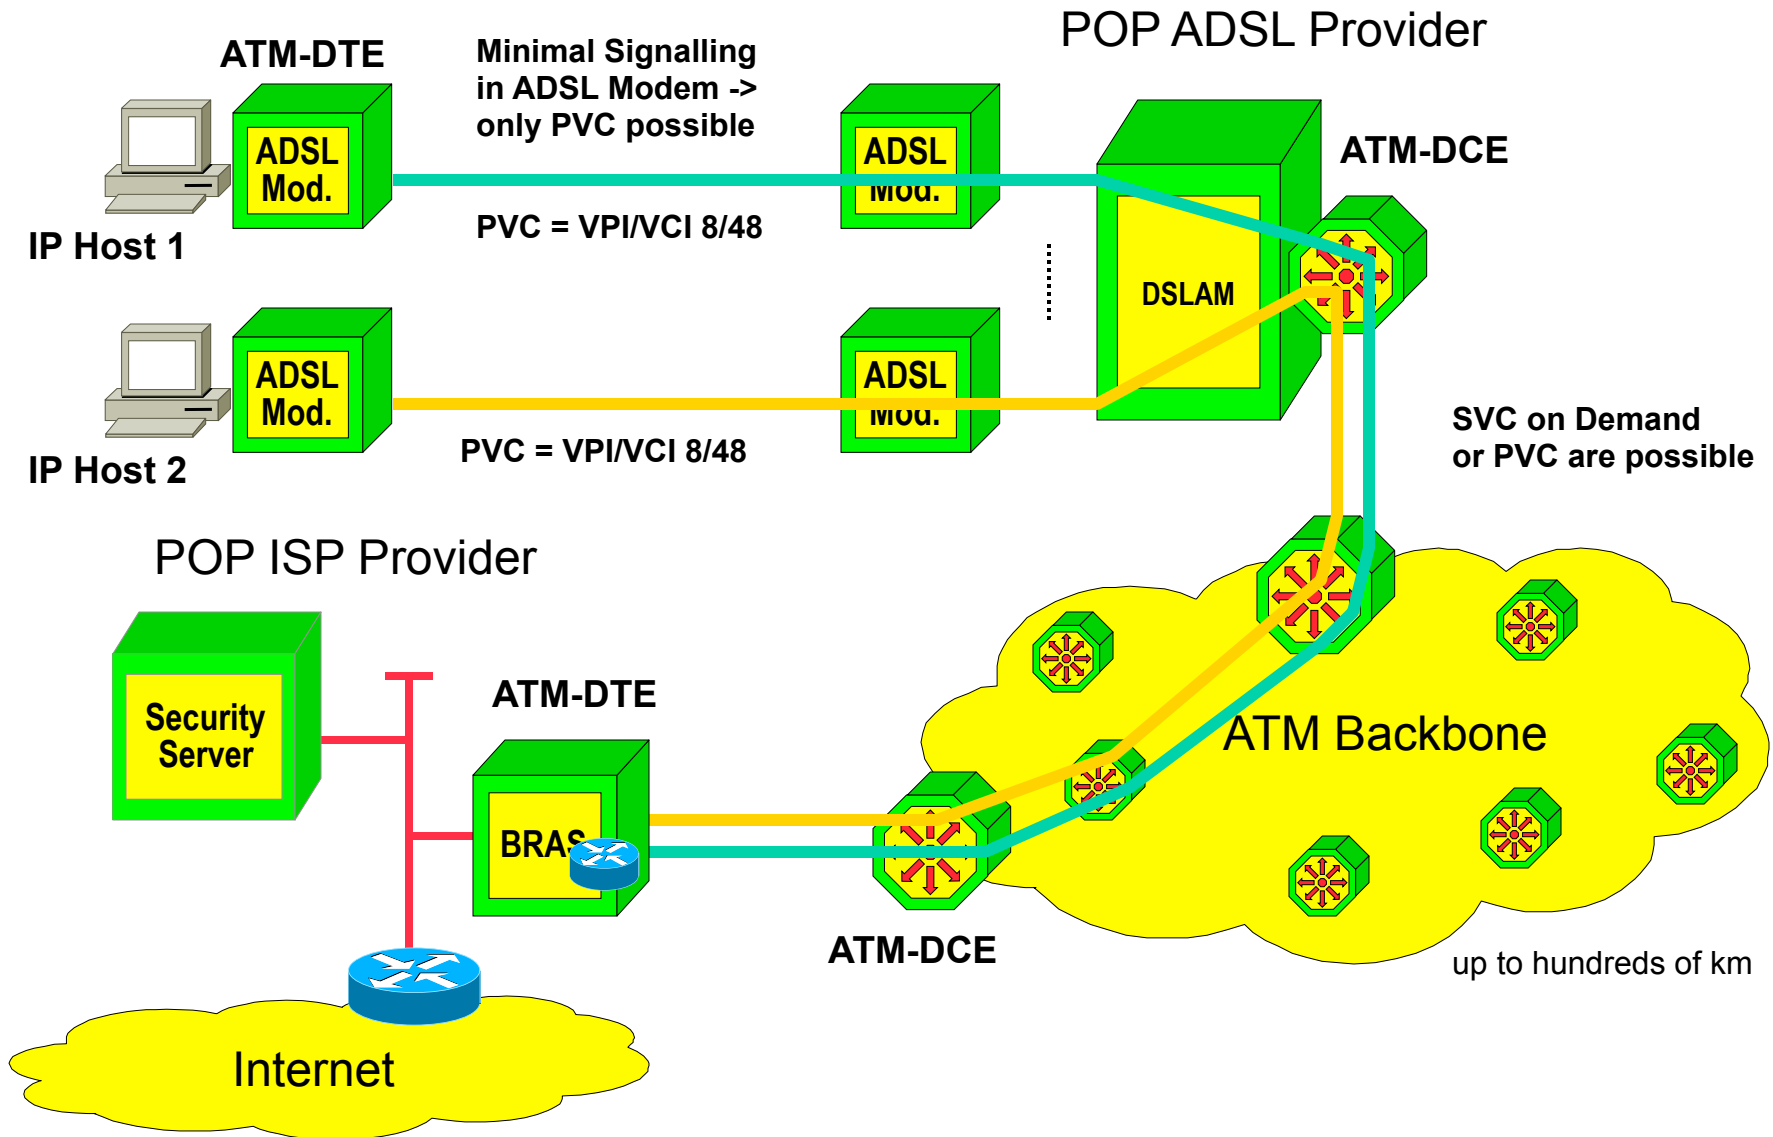 POP ADSL Provider
ATM-DTE
Minimal Signalling
in ADSL Modem ->
only PVC possible
ADSL
Mod.
ADSL
Mod.
ATM-DCE
PVC = VPI/VCI 8/48
IP Host 1
DSLAM
ADSL
Mod.
ADSL
Mod.
PVC = VPI/VCI 8/48
IP Host 2
SVC on Demand
or PVC are possible
POP ISP Provider
Security
Server
ATM-DTE
BRAS
ATM Backbone
ATM-DCE
up to hundreds of km
Internet